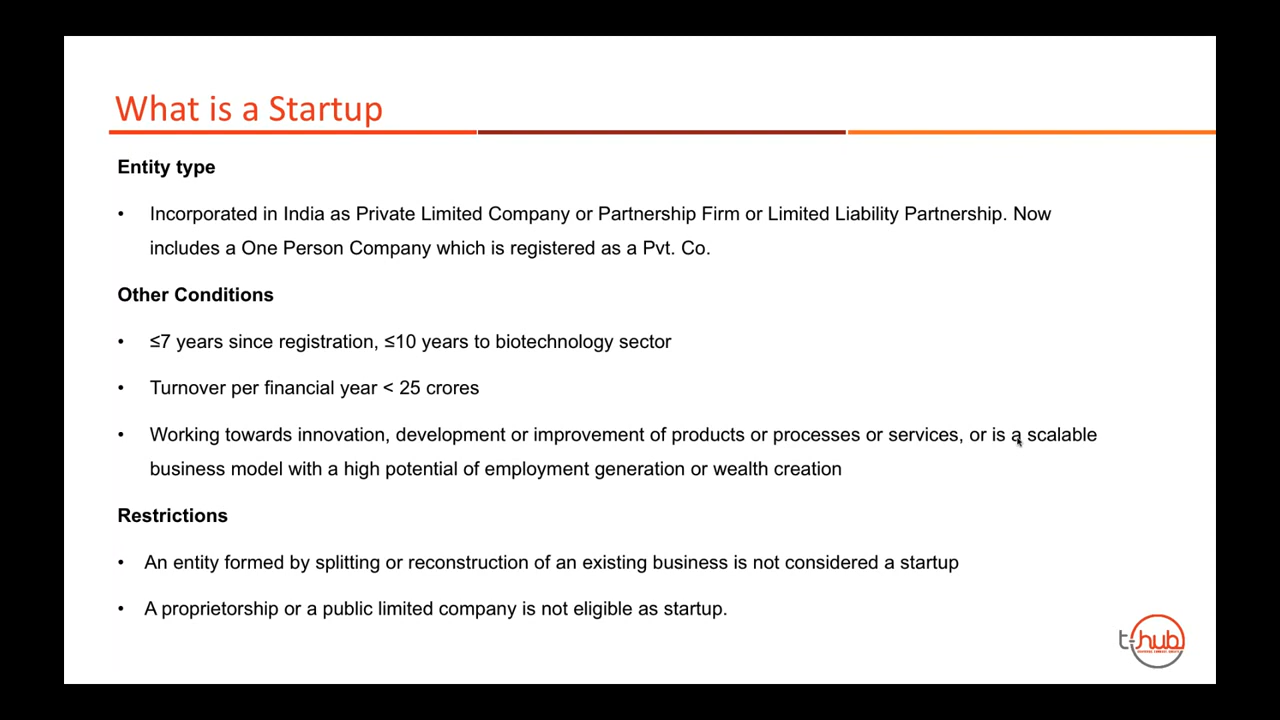 What is a Startup
Entity type
• Incorporated in India as Private Limited Company or Partnership Firm or Limited Liability Partnership. Now
includes a One Person Company which is registered as a Pvt. Co.
Other Conditions
• ≤7 years since registration, ≤10 years to biotechnology sector
• Turnover per financial year < 25 crores
• Working towards innovation, development or improvement of products or processes or services, or is a scalable
business model with a high potential of employment generation or wealth creation
Restrictions
• An entity formed by splitting or reconstruction of an existing business is not considered a startup
• A proprietorship or a public limited company is not eligible as startup.
t-hub